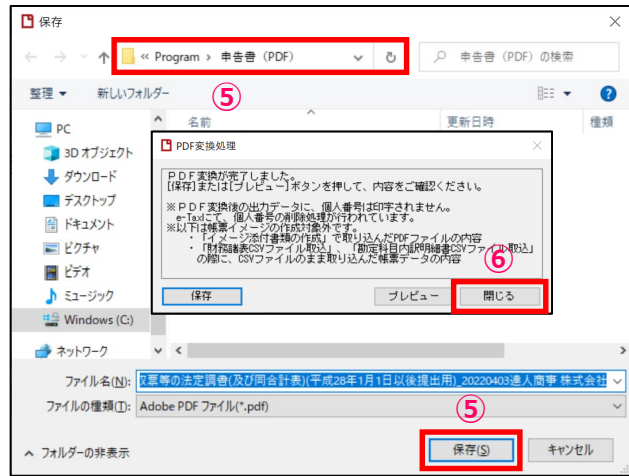 保存
« Program › 申告書（PDF）
申告書（PDF）の検索
整理
新しいフォルダー
⑤
名前
更新日時
種類
PC
3D オブジェクト
ダウンロード
デスクトップ
ドキュメント
ピクチャ
ビデオ
ミュージック
Windows (C:)
ネットワーク
PDF変換処理
ＰＤＦ変換が完了しました。
[保存]または[プレビュー]ボタンを押して、内容をご確認ください。
※ＰＤＦ変換後の出力データに、個人番号は印字されません。
e-Taxにて、個人番号の削除処理が行われています。
※以下は帳票イメージの作成対象外です。
・「イメージ添付書類の作成」で取り込んだPDFファイルの内容
・「財務諸表CSVファイル取込」、「勘定科目内訳明細書CSVファイル取込」
の際に、CSVファイルのまま取り込んだ帳票データの内容
⑥
保存
プレビュー
閉じる
ファイル名(N):
票等の法定調書(及び同合計表)(平成28年1月1日以後提出用)_20220403達人商事 株式会社
ファイルの種類(T): Adobe PDF ファイル(*.pdf)
⑤
フォルダーの非表示
保存(S)
キャンセル